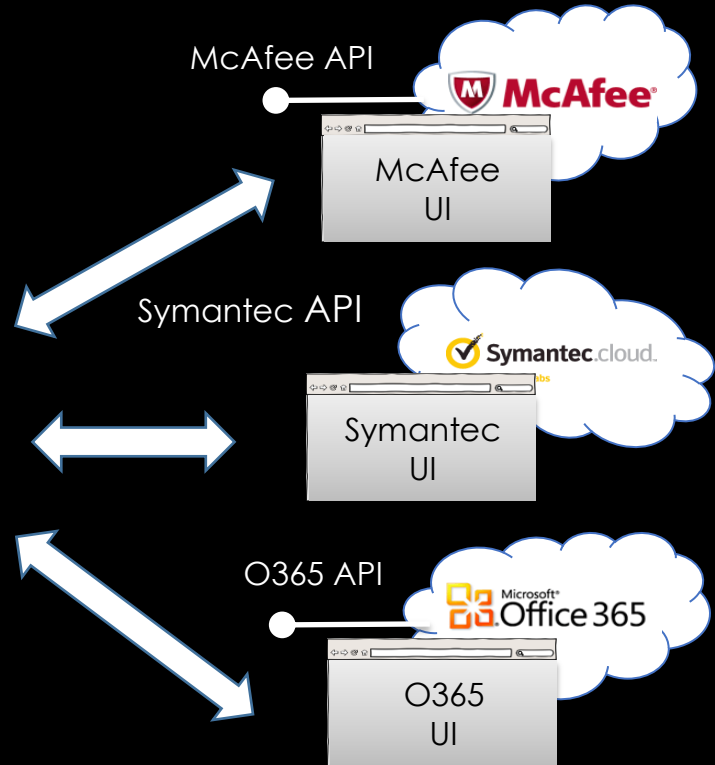 McAfee API
McAfee®
McAfee
UI
Symantec API
Symantec.cloud.
Symantec
UI
O365 API
Microsoft®
Office 365
O365
UI